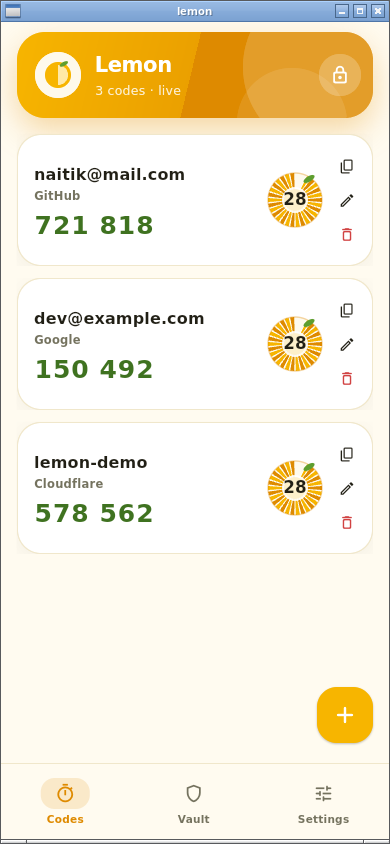 lemon
Lemon
3 codes · live
naitik@mail.com
GitHub
721 818
28
dev@example.com
Google
150 492
28
lemon-demo
Cloudflare
578 562
28
Codes
Vault
Settings